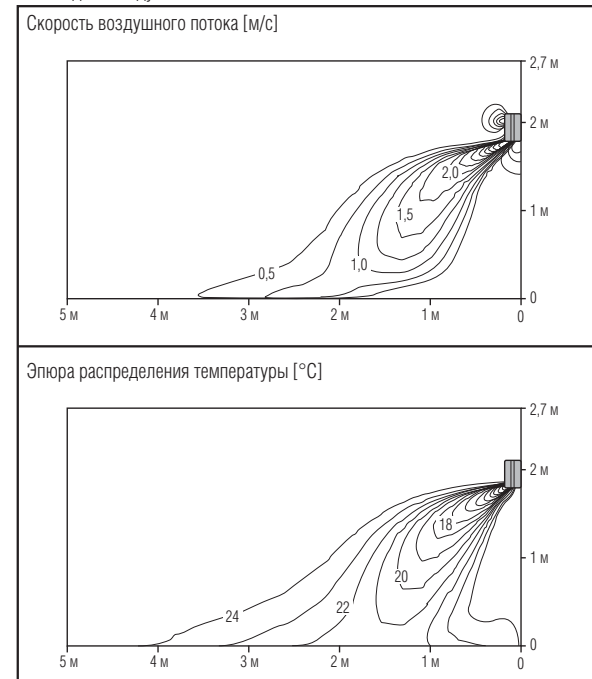 Скорость воздушного потока [м/с]
2,7 м
2 м
2,0
1 м
1,5
1,0
0,5
0
5 м 4 м 3 м 2 м 1 м 0
Эпюра распределения температуры [°C]
2,7 м
2 м
18
1 м
20
22
24
0
5 м 4 м 3 м 2 м 1 м 0